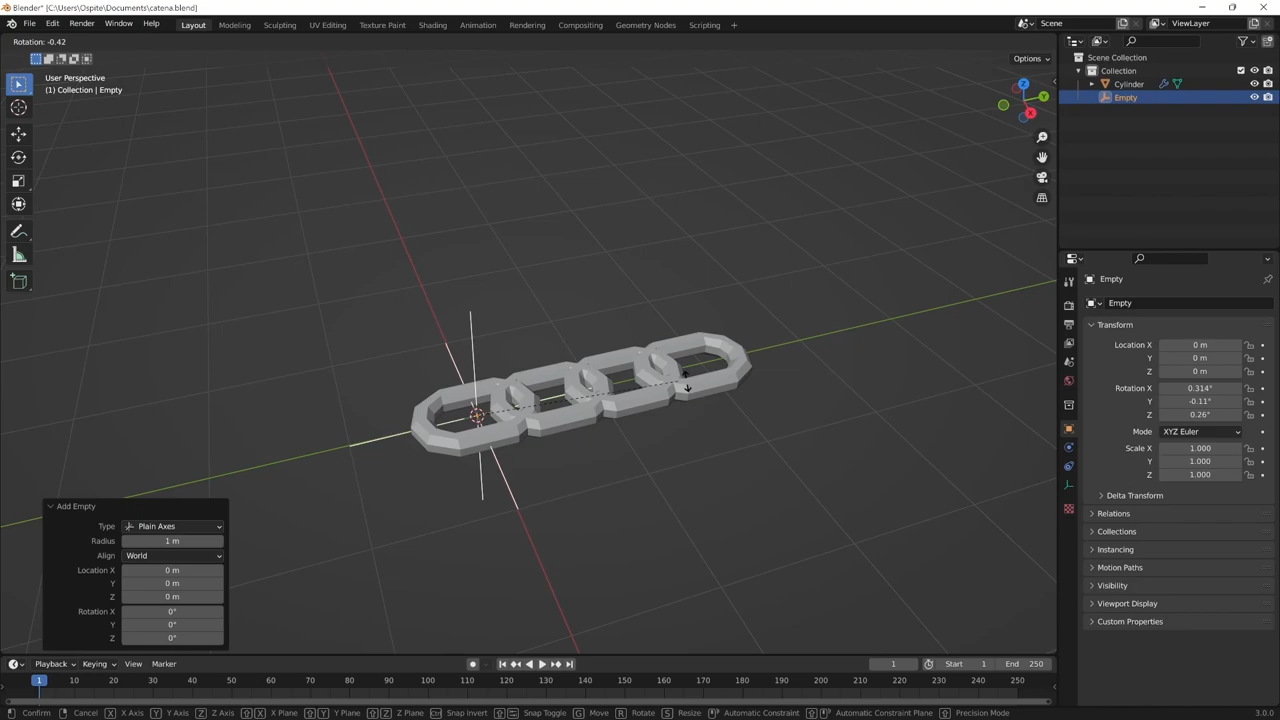 Blender* [C:\Users\Ospite\Documents\catena.blend]
File Edit Render Window Help Layout Modeling Sculpting UV Editing Texture Paint Shading Animation Rendering Compositing Geometry Nodes Scripting + Scene ViewLayer
Rotation: -0.42
Options
User Perspective
(1) Collection | Empty
Z
Y
X
Scene Collection
Collection
Cylinder
Empty
Empty
Empty
Transform
Location X 0 m
Y 0 m
Z 0 m
Rotation X 0.314°
Y -0.11°
Z 0.26°
Mode XYZ Euler
Scale X 1.000
Y 1.000
Z 1.000
Delta Transform
Relations
Collections
Instancing
Motion Paths
Visibility
Viewport Display
Custom Properties
Add Empty
Type Plain Axes
Radius 1 m
Align World
Location X 0 m
Y 0 m
Z 0 m
Rotation X 0°
Y 0°
Z 0°
Playback Keying View Marker 1 Start 1 End 250
1 10 20 30 40 50 60 70 80 90 100 110 120 130 140 150 160 170 180 190 200 210 220 230 240 250
Confirm Cancel X X Axis Y Y Axis Z Z Axis X X Plane Y Y Plane Z Z Plane Snap Invert Snap Toggle G Move R Rotate S Resize Automatic Constraint Automatic Constraint Plane Precision Mode 3.0.0